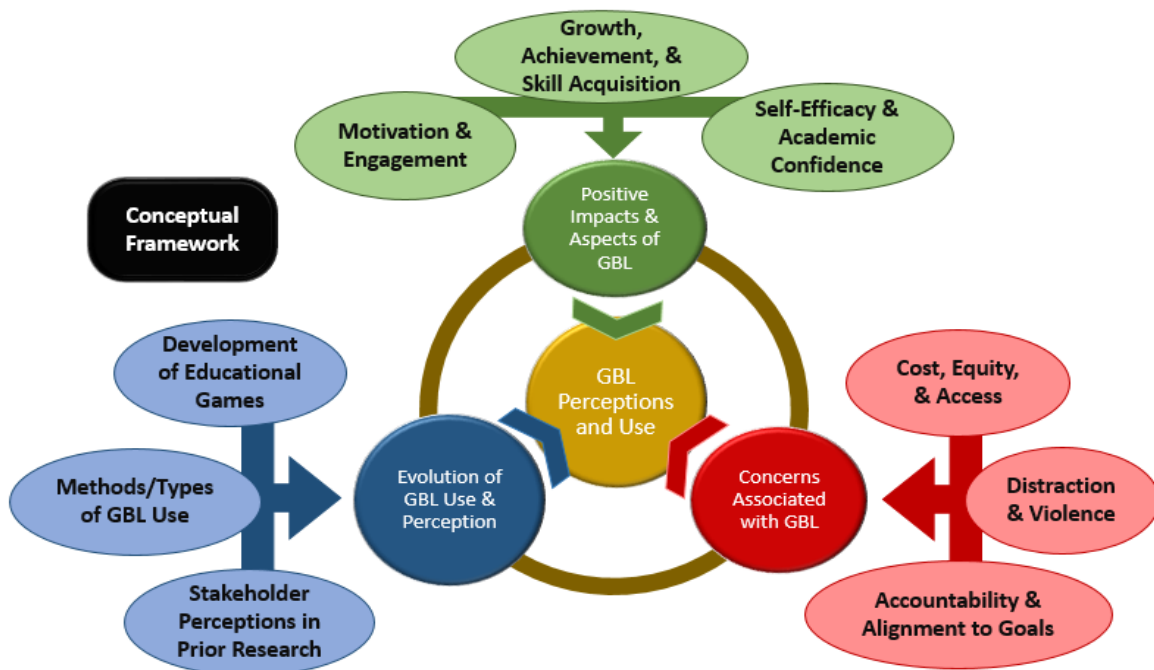 Growth,
Achievement, &
Skill Acquisition
Motivation &
Engagement
Self-Efficacy &
Academic
Confidence
Positive
Impacts &
Aspects of
GBL
Conceptual
Framework
Development
of Educational
Games
Methods/Types
of GBL Use
Stakeholder
Perceptions in
Prior Research
Evolution of
GBL Use &
Perception
GBL
Perceptions
and Use
Concerns
Associated
with GBL
Cost, Equity,
& Access
Distraction
& Violence
Accountability &
Alignment to Goals